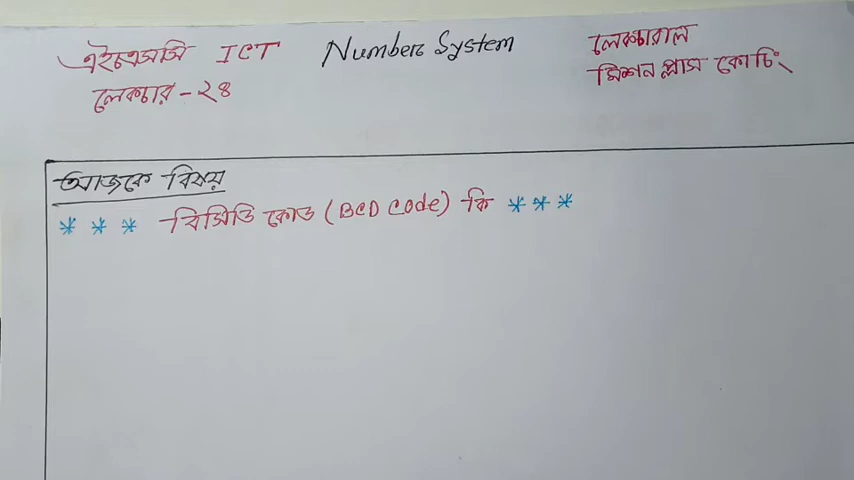 এইচএসসি ICT Number System
লেকচার - ২৪
লেকচারাল
মিশন প্লাস কোচিং
আজকে বিষয়
*** বিসিডি কোড (BCD Code) কি ***